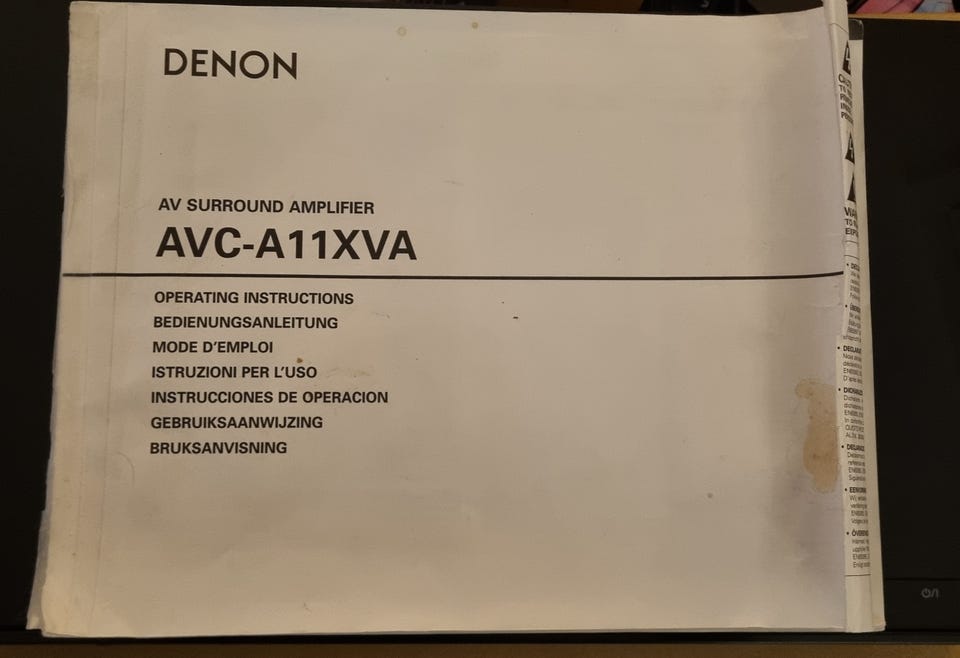 DENON
AV SURROUND AMPLIFIER
AVC-A11XVA
OPERATING INSTRUCTIONS
BEDIENUNGSANLEITUNG
MODE D'EMPLOI
ISTRUZIONI PER L'USO
INSTRUCCIONES DE OPERACION
GEBRUIKSAANWIJZING
BRUKSANVISNING